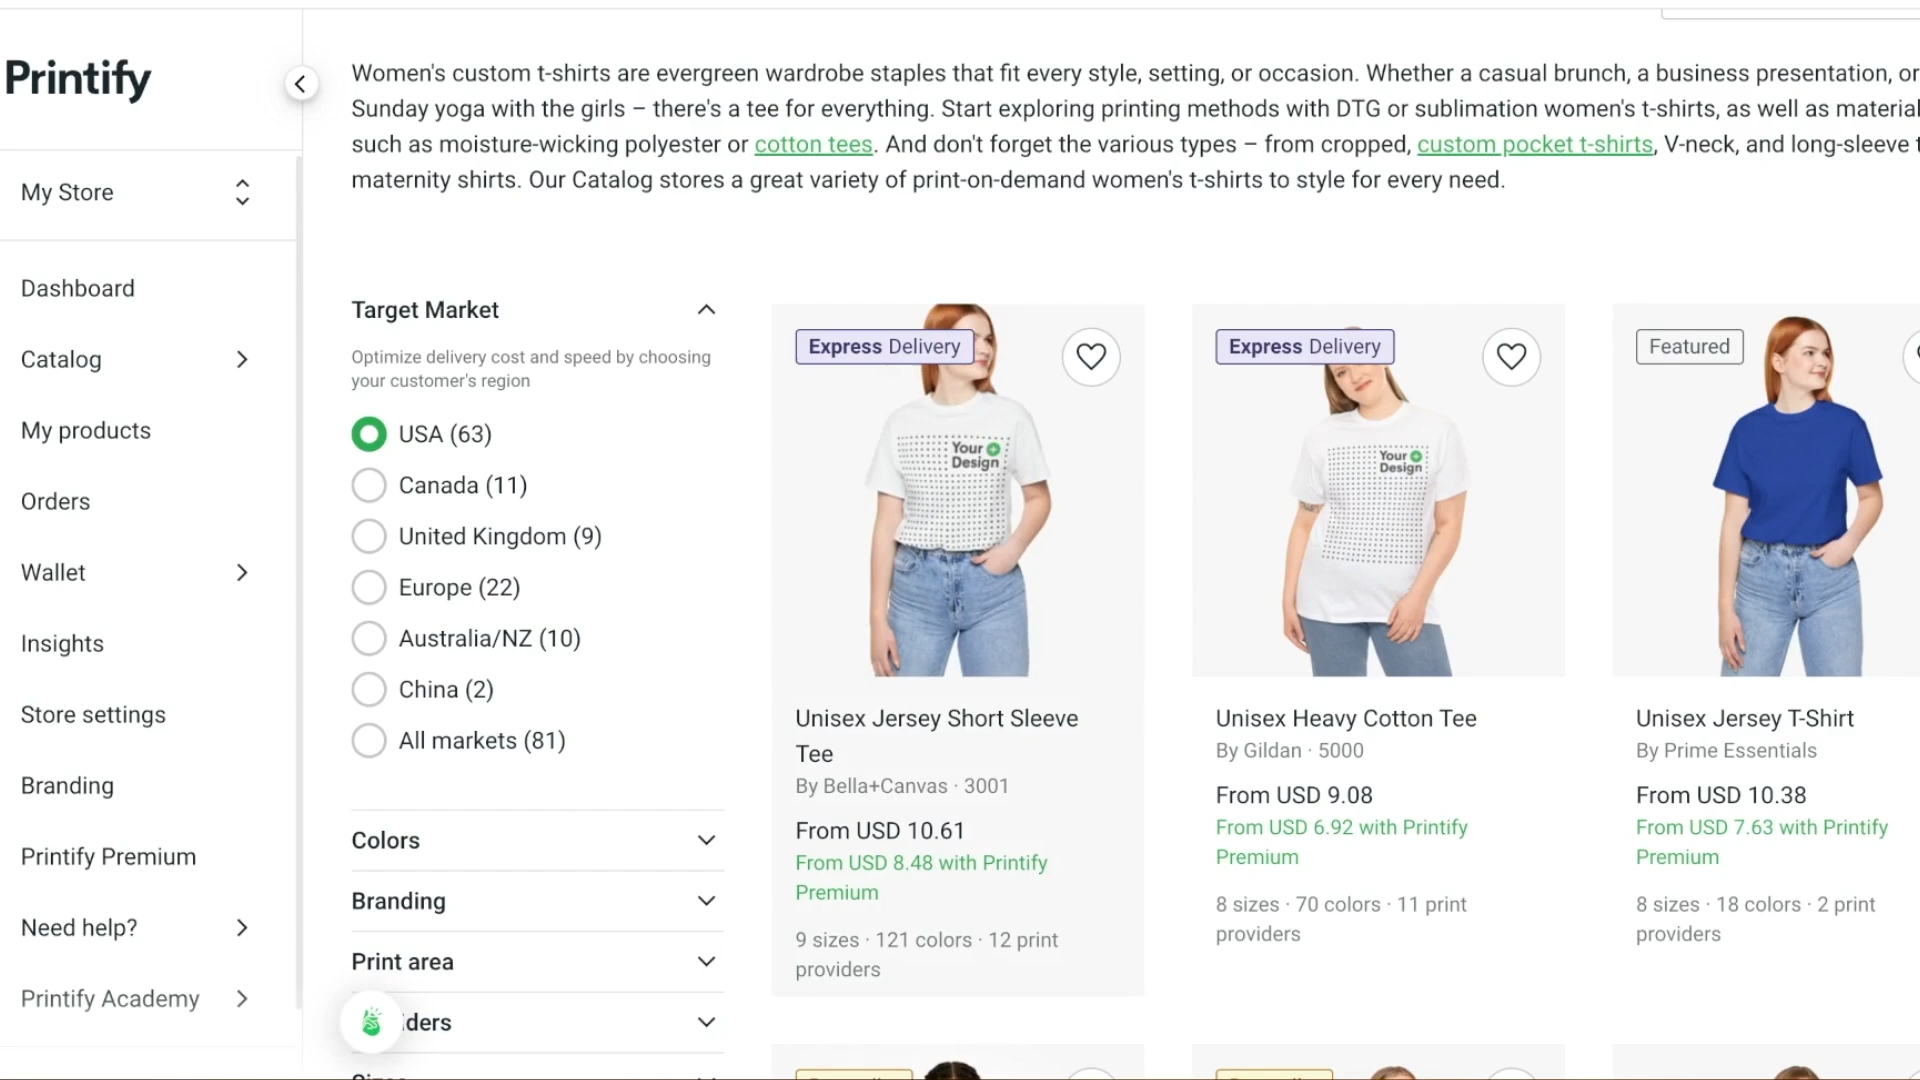 Printify
My Store
Dashboard
Catalog
My products
Orders
Wallet
Insights
Store settings
Branding
Printify Premium
Need help?
Printify Academy
Women's custom t-shirts are evergreen wardrobe staples that fit every style, setting, or occasion. Whether a casual brunch, a business presentation, or
Sunday yoga with the girls – there's a tee for everything. Start exploring printing methods with DTG or sublimation women's t-shirts, as well as material
such as moisture-wicking polyester or cotton tees. And don't forget the various types – from cropped, custom pocket t-shirts, V-neck, and long-sleeve
maternity shirts. Our Catalog stores a great variety of print-on-demand women's t-shirts to style for every need.
Target Market
Optimize delivery cost and speed by choosing
your customer's region
USA (63)
Canada (11)
United Kingdom (9)
Europe (22)
Australia/NZ (10)
China (2)
All markets (81)
Colors
Branding
Print area
iders
Express Delivery
Your
Design
Unisex Jersey Short Sleeve
Tee
By Bella+Canvas · 3001
From USD 10.61
From USD 8.48 with Printify
Premium
9 sizes · 121 colors · 12 print
providers
Express Delivery
Your
Design
Unisex Heavy Cotton Tee
By Gildan · 5000
From USD 9.08
From USD 6.92 with Printify
Premium
8 sizes · 70 colors · 11 print
providers
Featured
Unisex Jersey T-Shirt
By Prime Essentials
From USD 10.38
From USD 7.63 with Printify
Premium
8 sizes · 18 colors · 2 print
providers